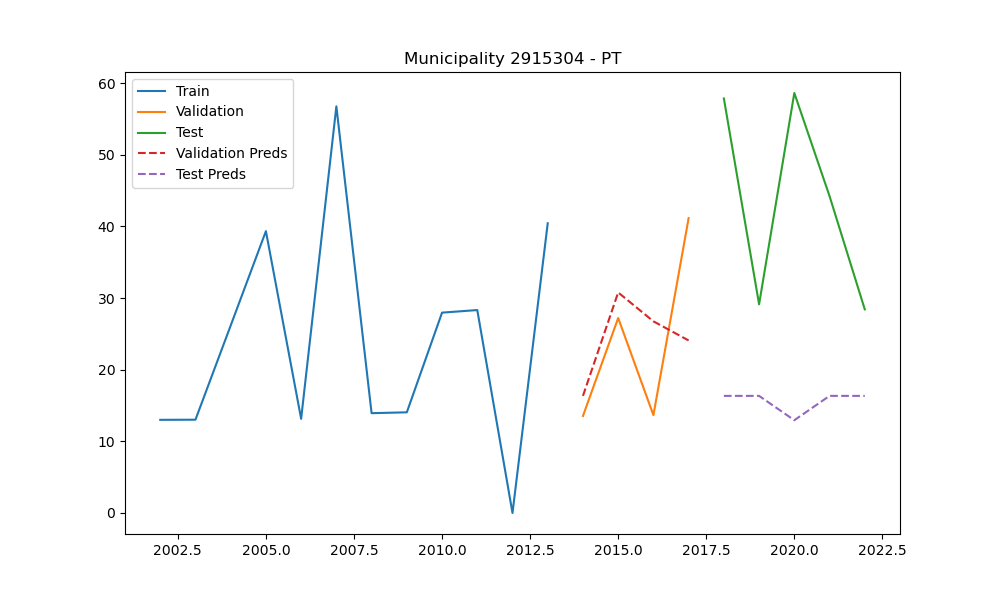 Municipality 2915304 - PT
Train
Validation
Test
Validation Preds
Test Preds
60
50
40
30
20
10
0
2002.5 2005.0 2007.5 2010.0 2012.5 2015.0 2017.5 2020.0 2022.5